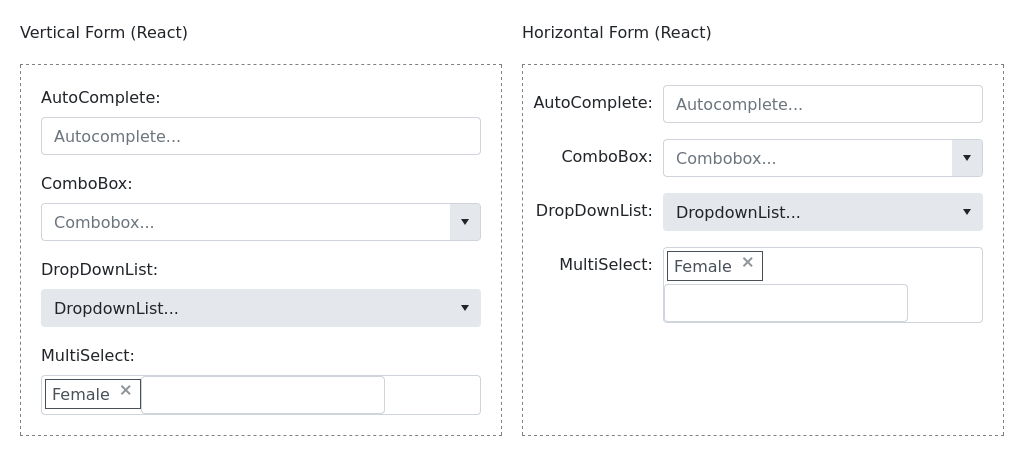 Vertical Form (React)
AutoComplete:
Autocomplete...
ComboBox:
Combobox...
DropDownList:
DropdownList...
MultiSelect:
Female ×
Horizontal Form (React)
AutoComplete: Autocomplete...
ComboBox: Combobox...
DropDownList: DropdownList...
MultiSelect: Female ×